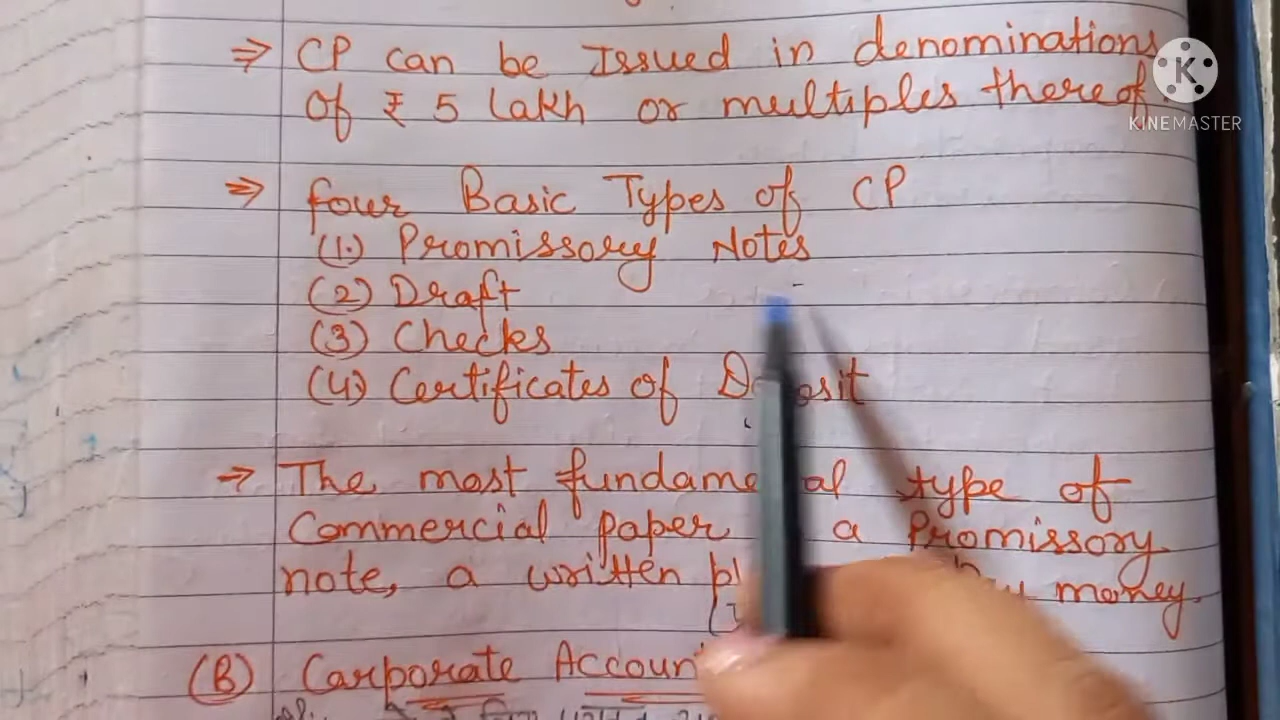 ⇒ CP can be Issued in denominations
of ₹ 5 lakh or multiples thereof.
K
KINEMASTER
⇒ four Basic Types of CP
(1.) Promissory Notes
(2) Draft
(3) Checks
(4) Certificates of
→ The most type of
Commercial paper a Promissory
note, a written money.
(B) Carporate